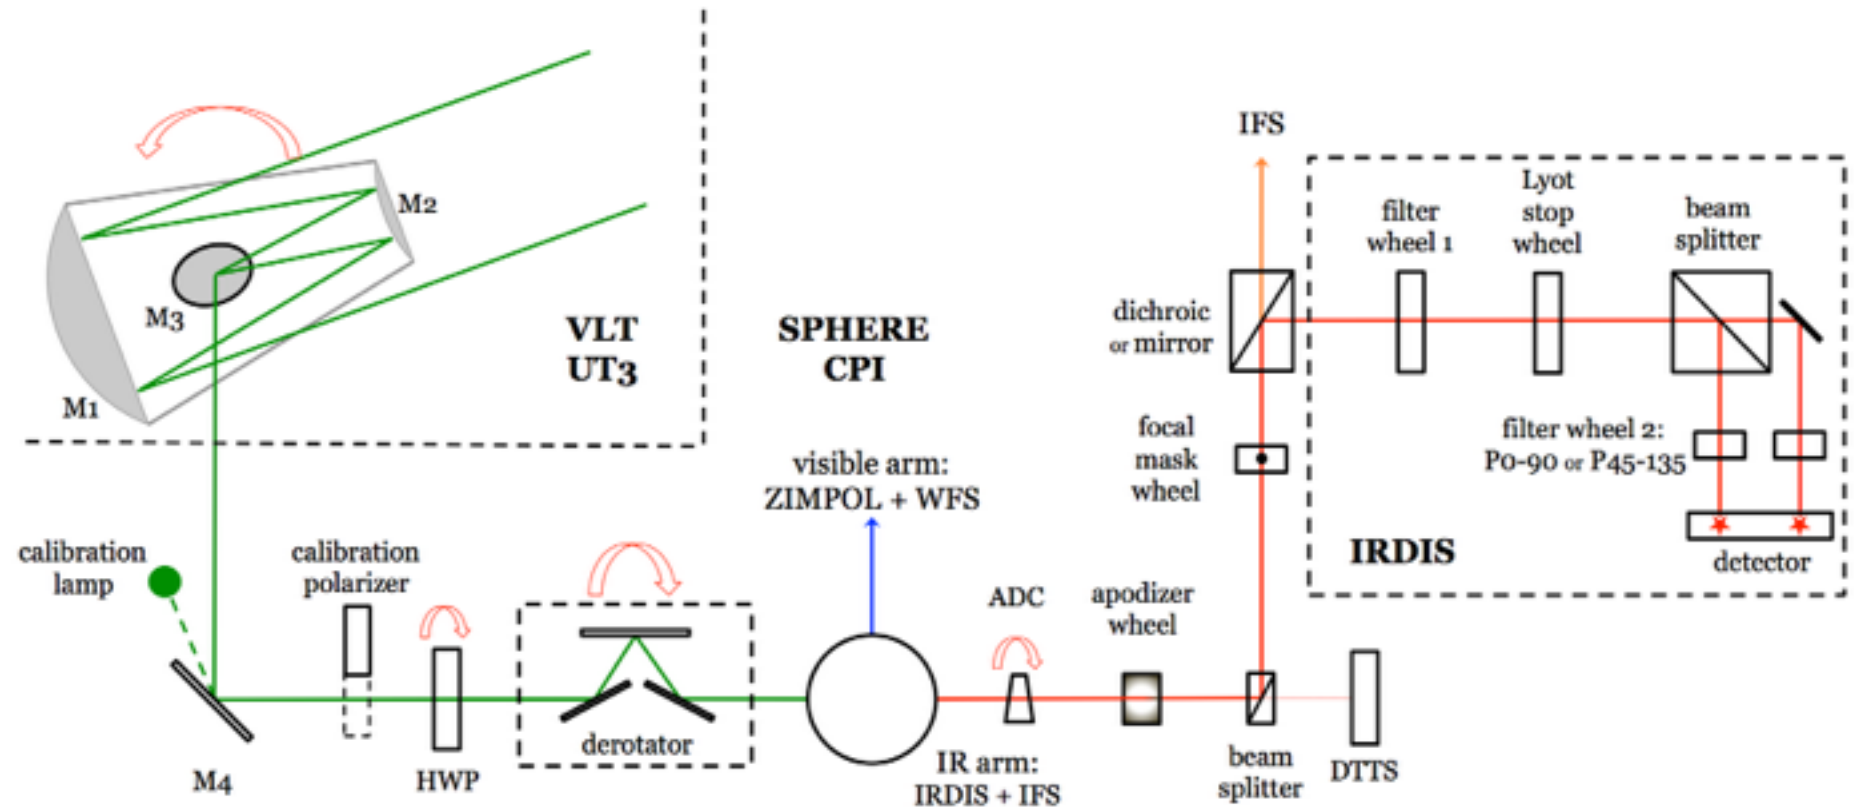 M2
M3
M1
VLT
UT3
SPHERE
CPI
IFS
filter
wheel 1
Lyot
stop
wheel
beam
splitter
dichroic
or mirror
focal
mask
wheel
filter wheel 2:
P0-90 or P45-135
IRDIS
detector
visible arm:
ZIMPOL + WFS
calibration
lamp
calibration
polarizer
M4
HWP
derotator
ADC
apodizer
wheel
IR arm:
IRDIS + IFS
beam
splitter
DTTS